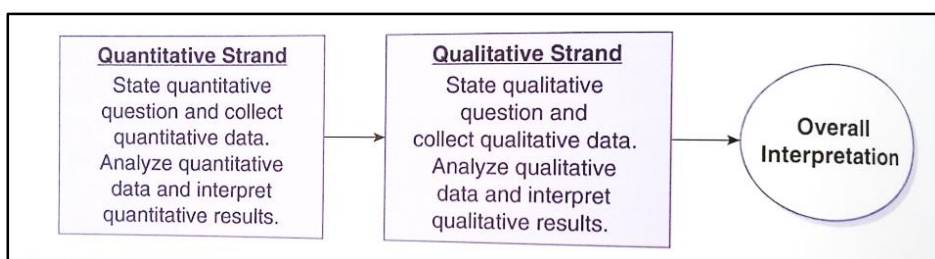 Quantitative Strand
State quantitative
question and collect
quantitative data.
Analyze quantitative
data and interpret
quantitative results.
Qualitative Strand
State qualitative
question and
collect qualitative data.
Analyze qualitative
data and interpret
qualitative results.
Overall
Interpretation